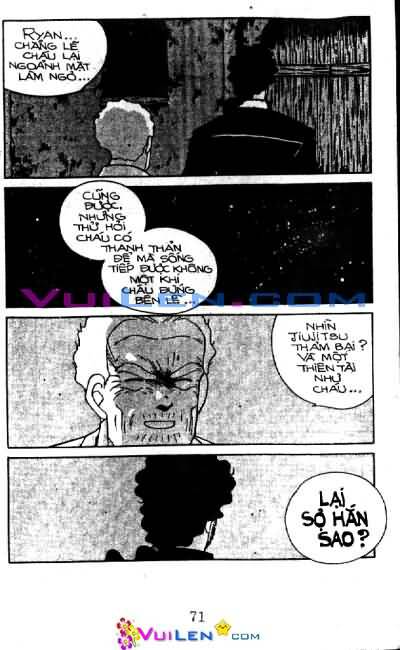 RYAN...
CHẲNG LẼ
CHÁU LẠI
NGOẢNH MẶT
LÀM NGƠ...
CŨNG
ĐƯỢC,
NHƯNG
THỬ HỎI
CHÁU CÓ
THANH THẢN
ĐỂ MÀ SỐNG
TIẾP ĐƯỢC KHÔNG
MỘT KHI
CHÁU ĐỨNG
BÊN LỀ...
VUILEN.COM
NHÌN
JIUJITSU
THẢM BẠI?
VÀ MỘT
THIÊN TÀI
NHƯ
CHÁU...
LẠI
SỢ HẮN
SAO?
71
VUILEN.COM